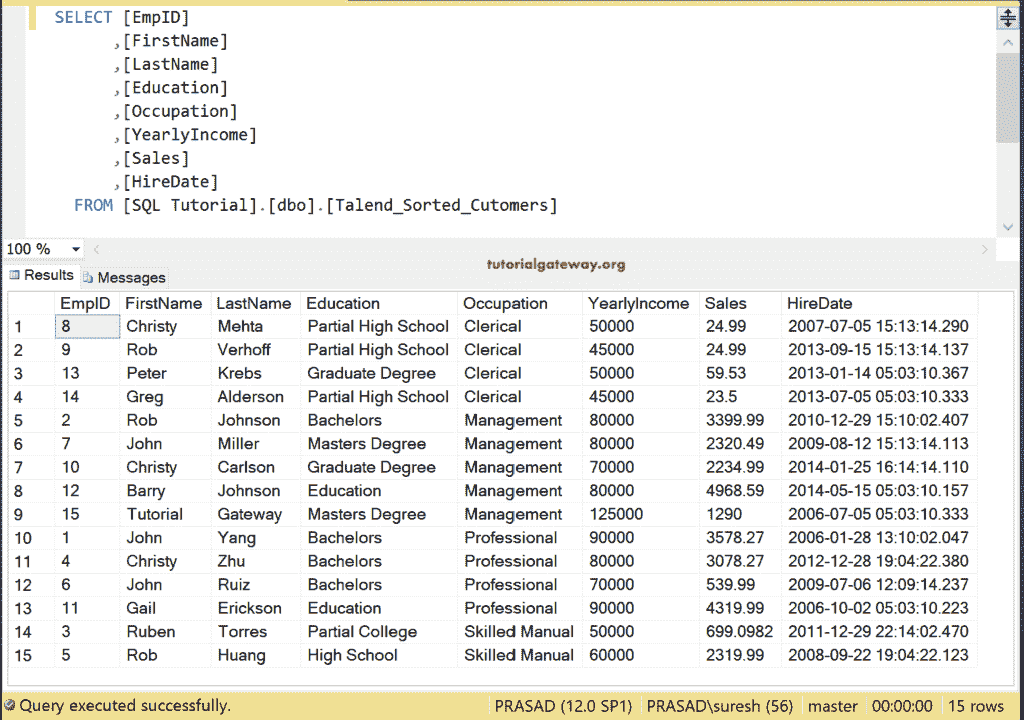 SELECT [EmpID]
,[FirstName]
,[LastName]
,[Education]
,[Occupation]
,[YearlyIncome]
,[Sales]
,[HireDate]
FROM [SQL Tutorial].[dbo].[Talend_Sorted_Cutomers]
100 %
tutorialgateway.org
Results Messages
EmpID FirstName LastName Education Occupation YearlyIncome Sales HireDate
1 8 Christy Mehta Partial High School Clerical 50000 24.99 2007-07-05 15:13:14.290
2 9 Rob Verhoff Partial High School Clerical 45000 24.99 2013-09-15 15:13:14.137
3 13 Peter Krebs Graduate Degree Clerical 50000 59.53 2013-01-14 05:03:10.367
4 14 Greg Alderson Partial High School Clerical 45000 23.5 2013-07-05 05:03:10.333
5 2 Rob Johnson Bachelors Management 80000 3399.99 2010-12-29 15:10:02.407
6 7 John Miller Masters Degree Management 80000 2320.49 2009-08-12 15:13:14.113
7 10 Christy Carlson Graduate Degree Management 70000 2234.99 2014-01-25 16:14:14.110
8 12 Barry Johnson Education Management 80000 4968.59 2014-05-15 05:03:10.157
9 15 Tutorial Gateway Masters Degree Management 125000 1290 2006-07-05 05:03:10.333
10 1 John Yang Bachelors Professional 90000 3578.27 2006-01-28 13:10:02.047
11 4 Christy Zhu Bachelors Professional 80000 3078.27 2012-12-28 19:04:22.380
12 6 John Ruiz Bachelors Professional 70000 539.99 2009-07-06 12:09:14.237
13 11 Gail Erickson Education Professional 90000 4319.99 2006-10-02 05:03:10.223
14 3 Ruben Torres Partial College Skilled Manual 50000 699.0982 2011-12-29 22:14:02.470
15 5 Rob Huang High School Skilled Manual 60000 2319.99 2008-09-22 19:04:22.123
Query executed successfully. PRASAD (12.0 SP1) PRASAD\suresh (56) master 00:00:00 15 rows